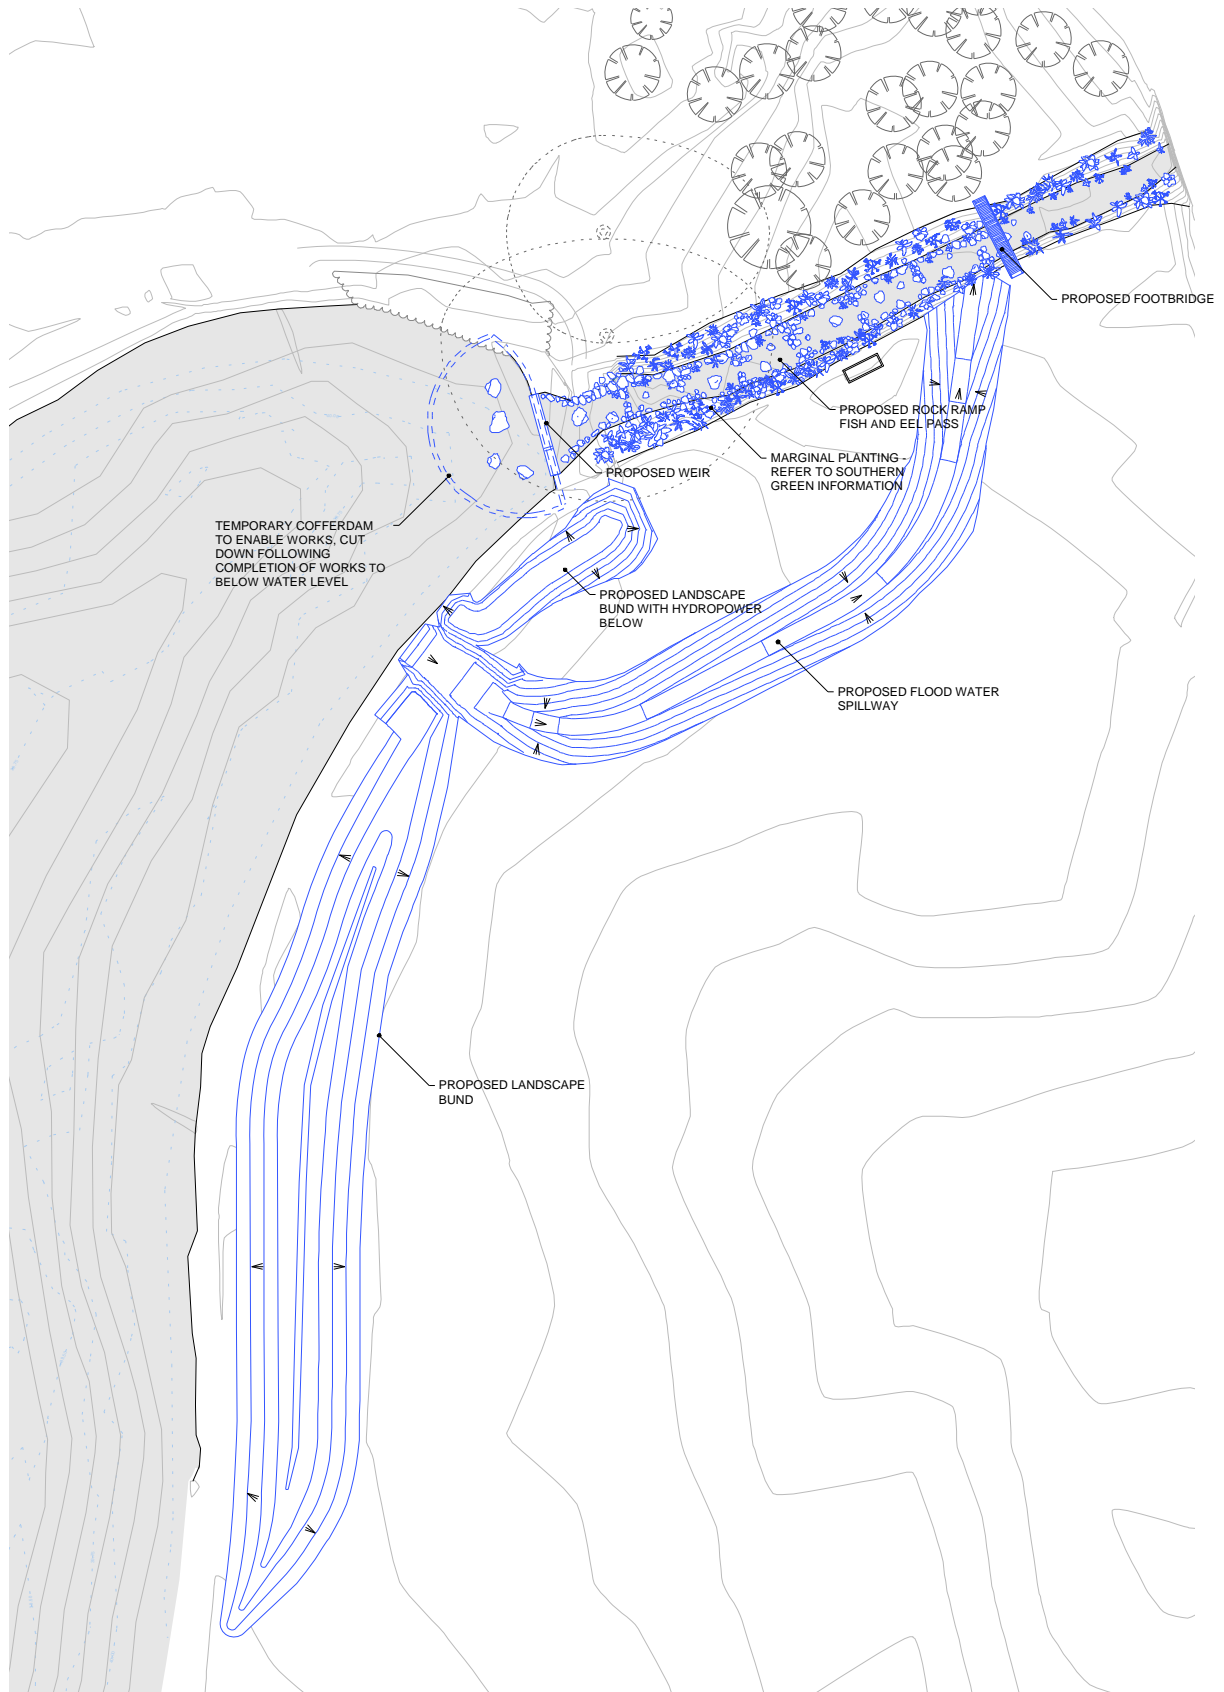 PROPOSED FOOTBRIDGE
PROPOSED ROCK RAMP
FISH AND EEL PASS
MARGINAL PLANTING -
REFER TO SOUTHERN
GREEN INFORMATION
PROPOSED WEIR
TEMPORARY COFFERDAM
TO ENABLE WORKS, CUT
DOWN FOLLOWING
COMPLETION OF WORKS TO
BELOW WATER LEVEL
PROPOSED LANDSCAPE
BUND WITH HYDROPOWER
BELOW
PROPOSED FLOOD WATER
SPILLWAY
PROPOSED LANDSCAPE
BUND